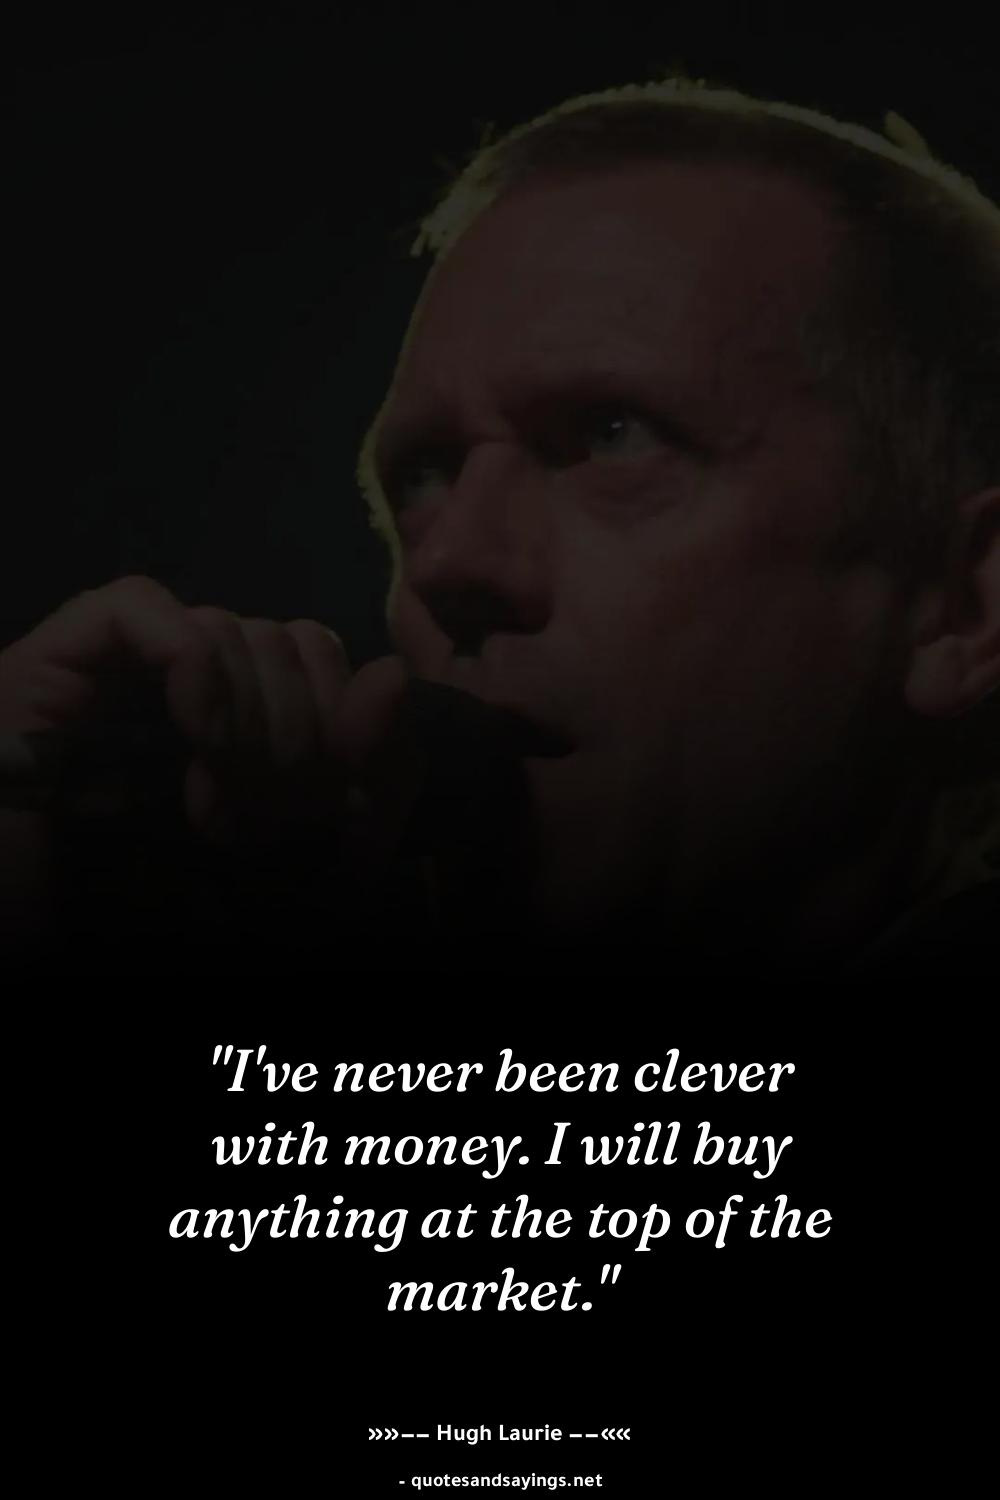 "I've never been clever
with money. I will buy
anything at the top of the
market."
»»—— Hugh Laurie ——««
- quotesandsayings.net